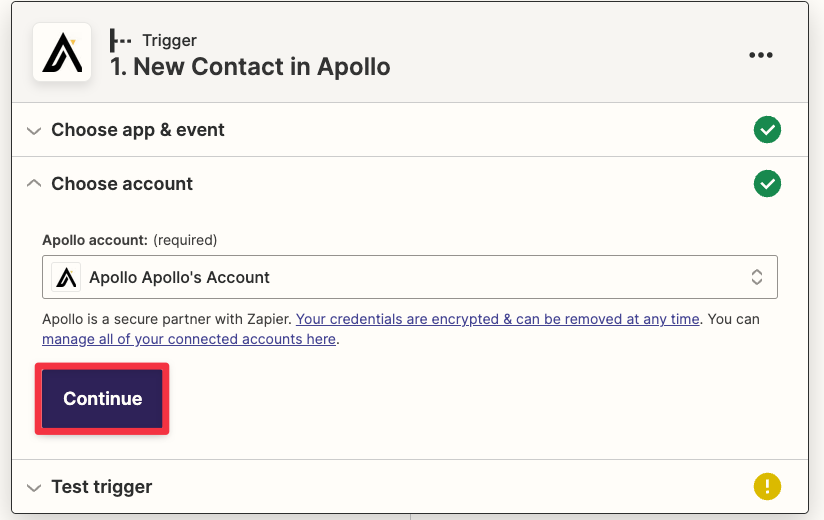 Trigger
1. New Contact in Apollo
Choose app & event
Choose account
Apollo account: (required)
Apollo Apollo's Account
Apollo is a secure partner with Zapier. Your credentials are encrypted & can be removed at any time. You can
manage all of your connected accounts here.
Continue
Test trigger